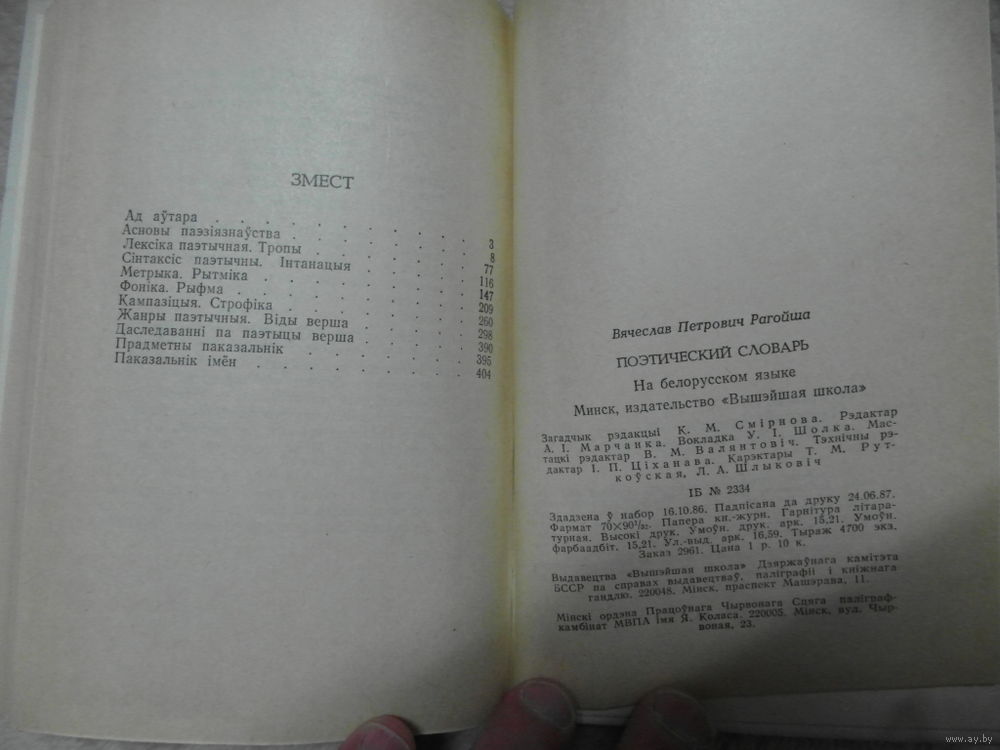 ЗМЕСТ
Ад аўтара . . . . . . . . . . 3
Асновы паэзіязнаўства . . . . . . . 8
Лексіка паэтычная. Тропы . . . . . . 77
Сінтаксіс паэтычны. Інтанацыя . . . . 116
Метрыка. Рытміка . . . . . . . . 147
Фоніка. Рыфма . . . . . . . . . 209
Кампазіцыя. Строфіка . . . . . . . 260
Жанры паэтычныя. Віды верша . . . . 298
Даследаванні па паэтыцы верша . . . . 390
Прадметны паказальнік . . . . . . 395
Паказальнік імён . . . . . . . . 404
Вячеслав Петрович Рагойша
ПОЭТИЧЕСКИЙ СЛОВАРЬ
На белорусском языке
Минск, издательство «Вышэйшая школа»
Загадчык рэдакцыі К. М. Смірнова. Рэдактар
А. І. Марчанка. Вокладка У. І. Шолка. Мас-
тацкі рэдактар В. М. Валянтовіч. Тэхнічны рэ-
дактар І. П. Ціханава. Карэктары Т. М. Рут-
коўская, Л. А. Шлыковіч
ІБ № 2334
Здадзена ў набор 16.10.86. Падпісана да друку 24.06.87.
Фармат 70×90¹/₃₂. Папера кн.-журн. Гарнітура літара-
турная. Высокі друк. Умоўн. друк. арк. 15,21. Умоўн.
фарбаадбіт. 15,21. Ул.-выд. арк. 16,59. Тыраж 4700 экз.
Заказ 2961. Цана 1 р. 10 к.
Выдавецтва «Вышэйшая школа» Дзяржаўнага камітэта
БССР па справах выдавецтваў, паліграфіі і кніжнага
гандлю. 220048. Мінск, праспект Машэрава, 11.
Мінскі ордэна Працоўнага Чырвонага Сцяга паліграф-
камбінат МВПА імя Я. Коласа. 220005. Мінск, вул. Чыр-
воная, 23.
www.ay.by